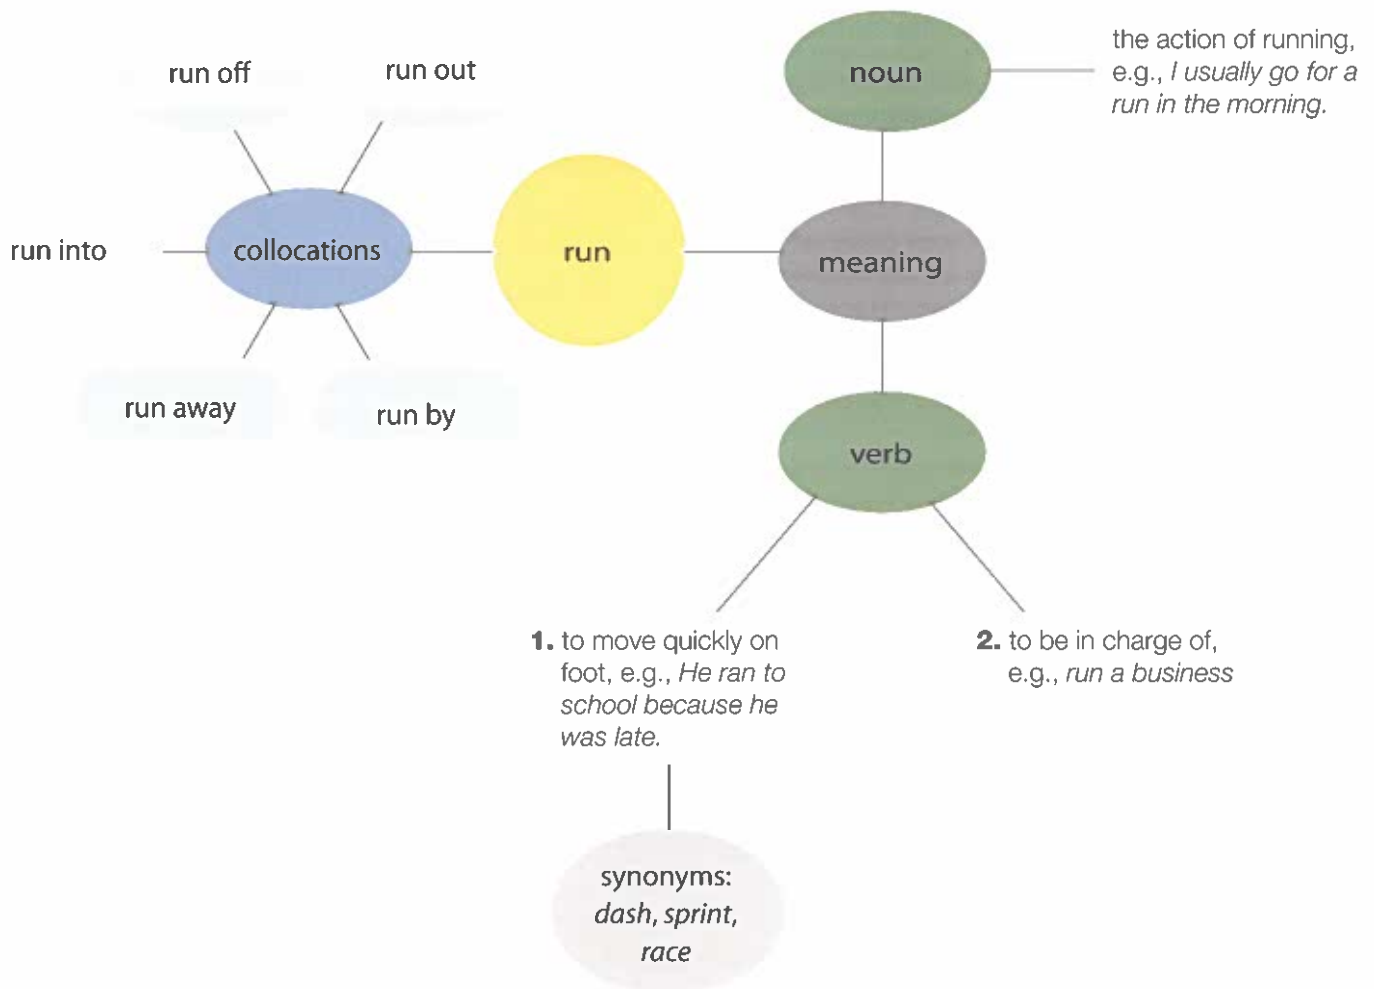 run off
run out
run into
collocations
run away
run by
run
meaning
noun
the action of running,
e.g., I usually go for a
run in the morning.
verb
1. to move quickly on
foot, e.g., He ran to
school because he
was late.
2. to be in charge of,
e.g., run a business
synonyms:
dash, sprint,
race